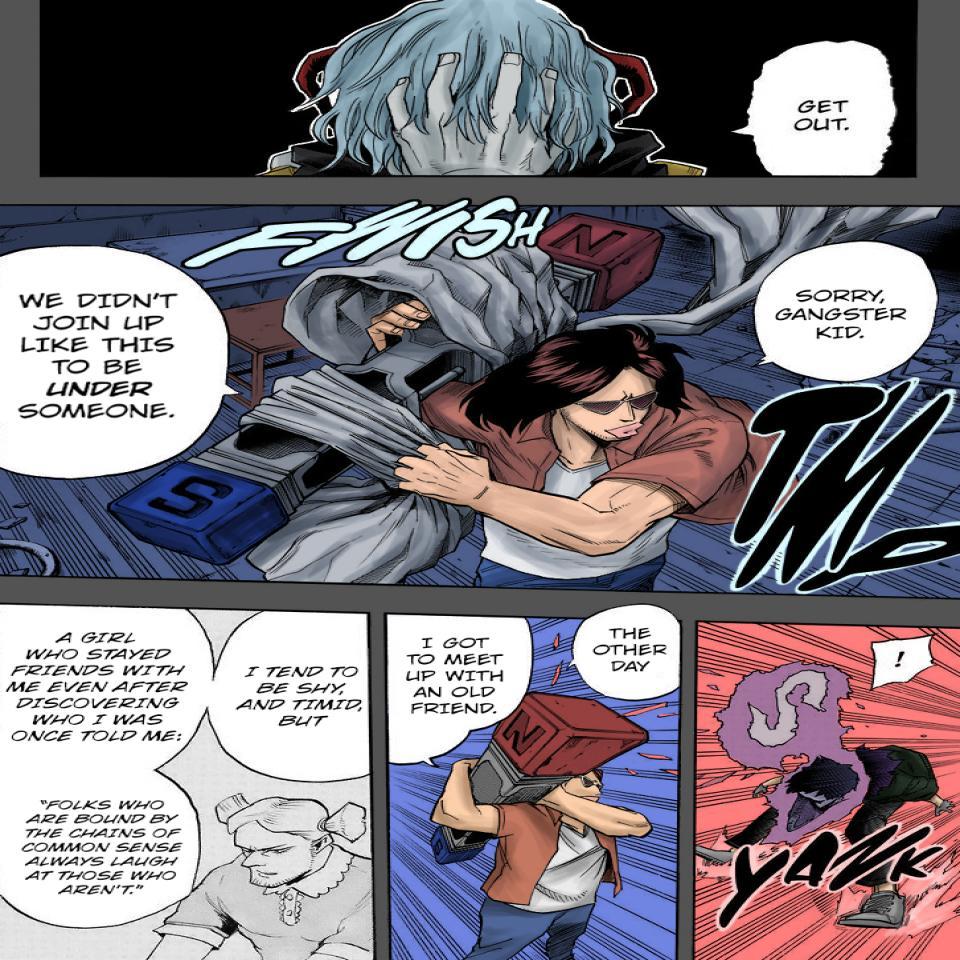 GET
OUT.
SORRY,
GANGSTER
KID.
FWISH
N
S
WE DIDN'T
JOIN UP
LIKE THIS
TO BE
UNDER
SOMEONE.
!
S
YANK
THE
OTHER
DAY
I GOT
TO MEET
UP WITH
AN OLD
FRIEND.
N
I TEND TO
BE SHY,
AND TIMID,
BUT
A GIRL
WHO STAYED
FRIENDS WITH
ME EVEN AFTER
DISCOVERING
WHO I WAS
ONCE TOLD ME:
"FOLKS WHO
ARE BOUND BY
THE CHAINS OF
COMMON SENSE
ALWAYS LAUGH
AT THOSE WHO
AREN'T."